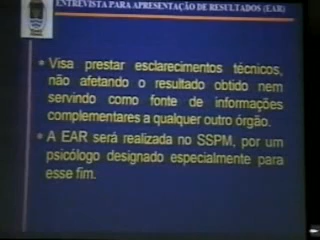 ENTREVISTA PARA APRESENTAÇÃO DE RESULTADOS (EAR)
• Visa prestar esclarecimentos técnicos,
não afetando o resultado obtido nem
servindo como fonte de informações
complementares a qualquer outro órgão.
• A EAR será realizada no SSPM, por um
psicólogo designado especialmente para
esse fim.